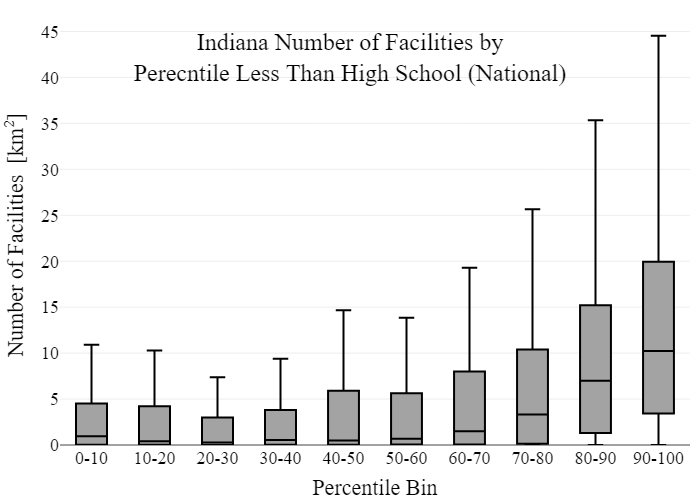 Indiana Number of Facilities by
Perecntile Less Than High School (National)
Number of Facilities [km²]
45
40
35
30
25
20
15
10
5
0
0-10 10-20 20-30 30-40 40-50 50-60 60-70 70-80 80-90 90-100
Percentile Bin